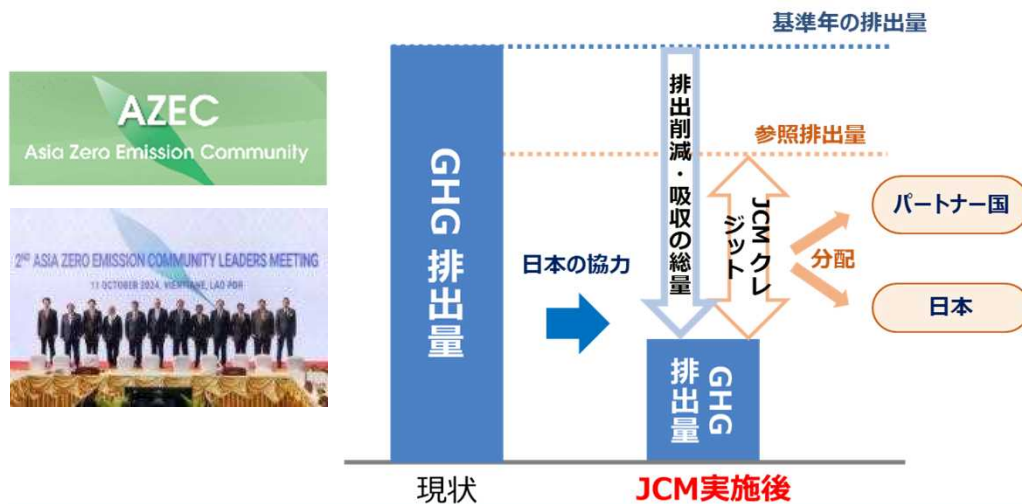 AZEC
Asia Zero Emission Community
2ND ASIA ZERO EMISSION COMMUNITY LEADERS MEETING
11 OCTOBER 2024, VIENTIANE, LAO PDR
基準年の排出量
参照排出量
GHG 排出量
日本の協力
排出削減・吸収の総量
JCM クレ
ジット
分配
パートナー国
日本
GHG
排出量
現状
JCM実施後